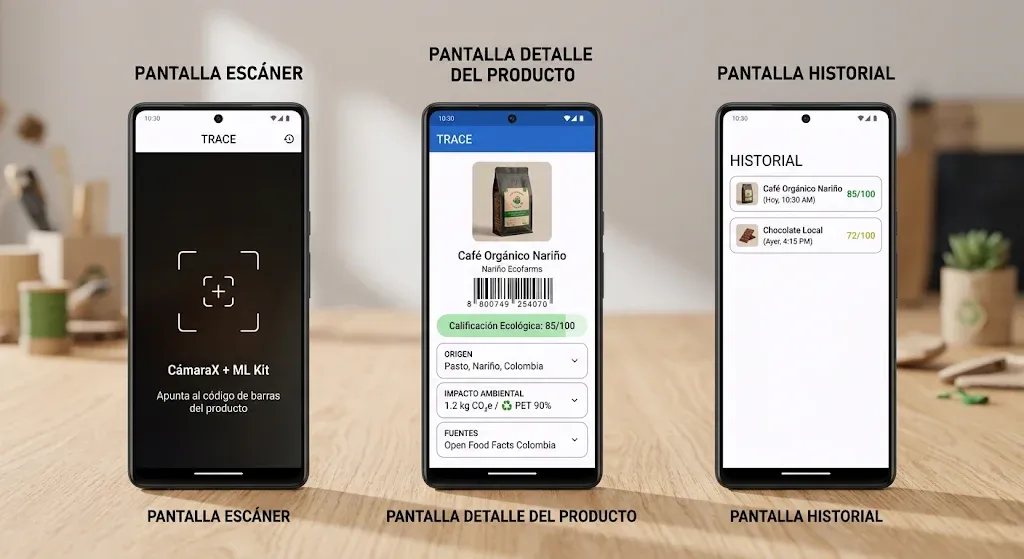 PANTALLA ESCÁNER
10:30
TRACE
CámaraX + ML Kit
Apunta al código de barras
del producto
PANTALLA ESCÁNER
PANTALLA DETALLE
DEL PRODUCTO
10:30
TRACE
Café Orgánico Nariño
Nariño Ecofarms
8 800749 254070
Calificación Ecológica: 85/100
ORIGEN
Pasto, Nariño, Colombia
IMPACTO AMBIENTAL
1.2 kg CO₂e / ♻ PET 90%
FUENTES
Open Food Facts Colombia
PANTALLA DETALLE DEL PRODUCTO
PANTALLA HISTORIAL
10:30
HISTORIAL
Café Orgánico Nariño 85/100
(Hoy, 10:30 AM)
Chocolate Local 72/100
(Ayer, 4:15 PM)
PANTALLA HISTORIAL